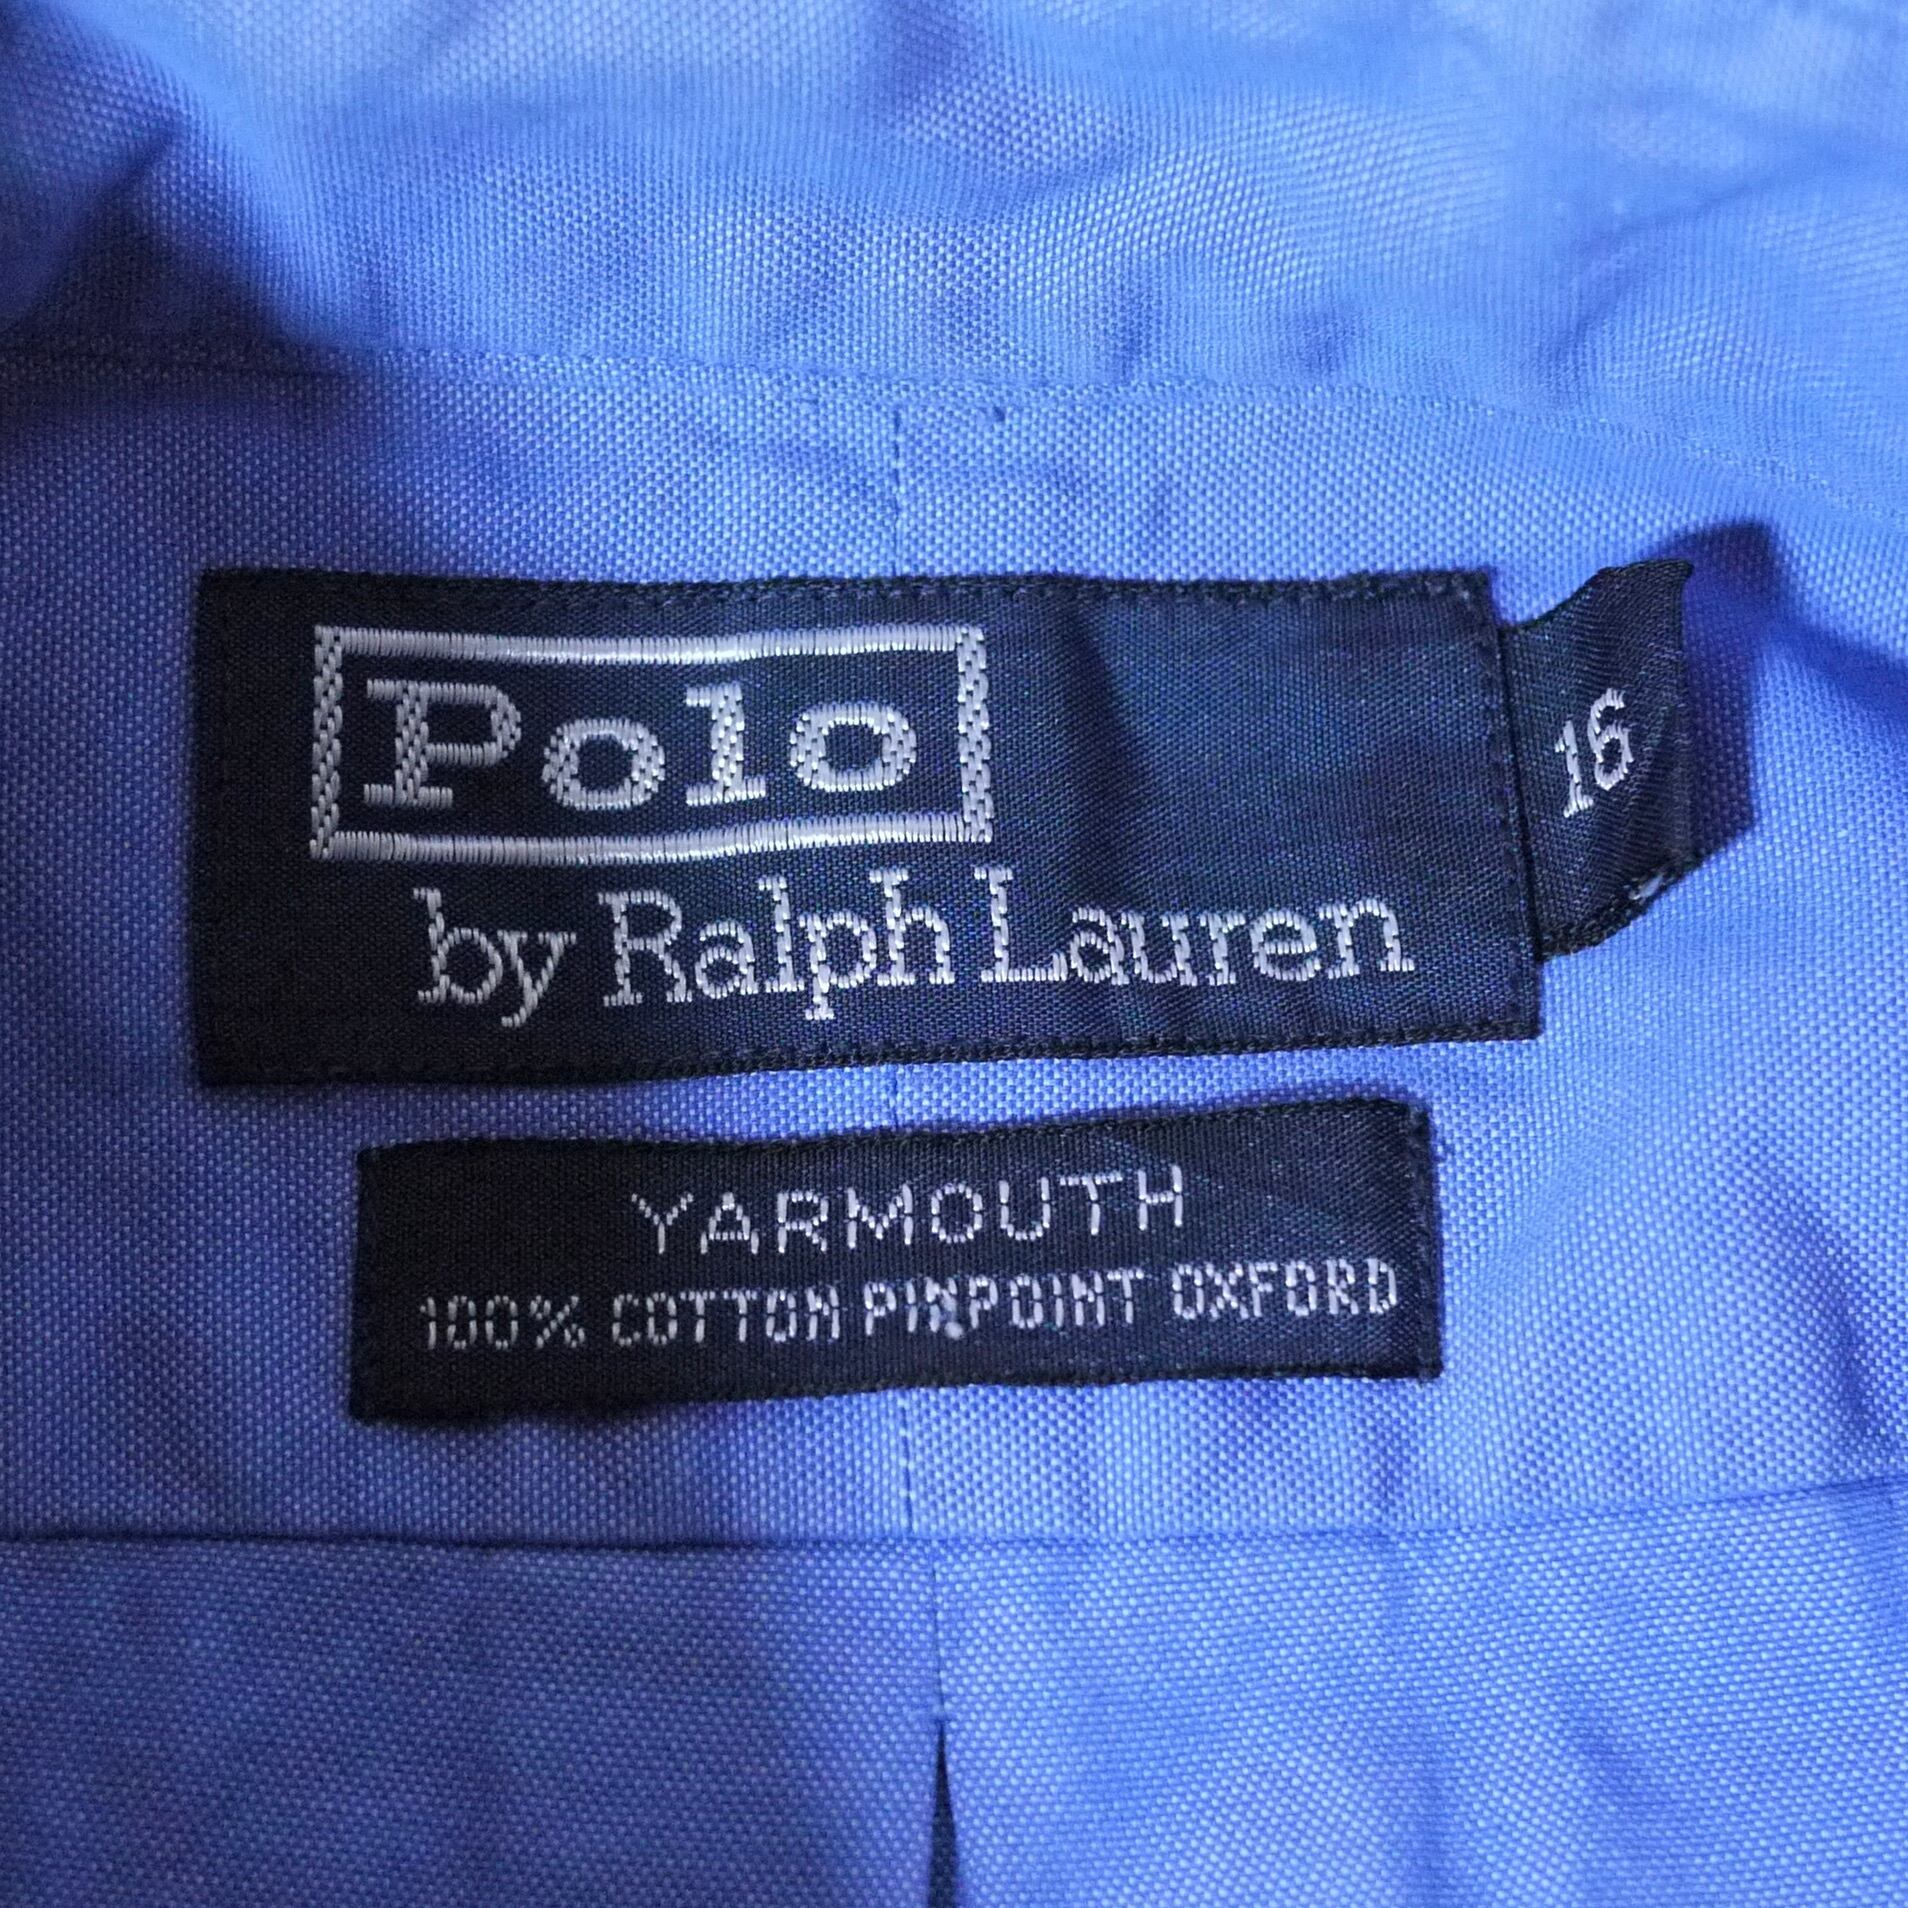 Polo
by Ralph Lauren
16
YARMOUTH
100% COTTON PINPOINT OXFORD